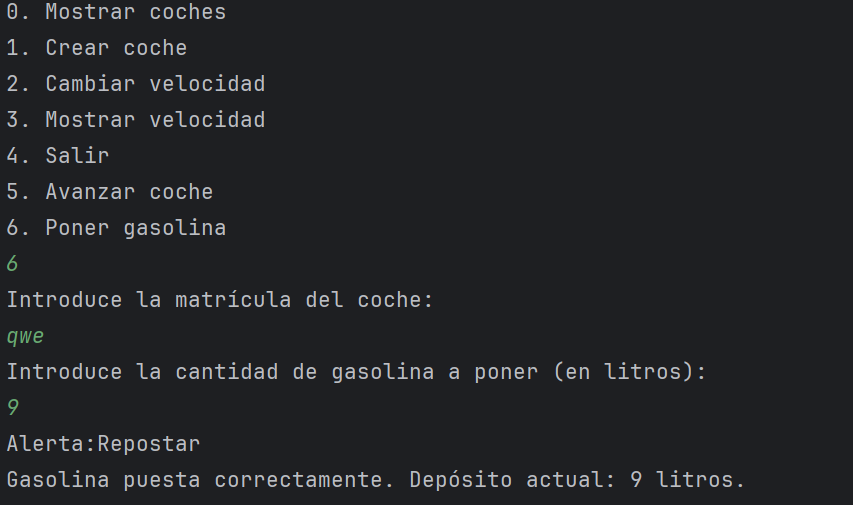 0. Mostrar coches
1. Crear coche
2. Cambiar velocidad
3. Mostrar velocidad
4. Salir
5. Avanzar coche
6. Poner gasolina
6
Introduce la matrícula del coche:
qwe
Introduce la cantidad de gasolina a poner (en litros):
9
Alerta:Repostar
Gasolina puesta correctamente. Depósito actual: 9 litros.